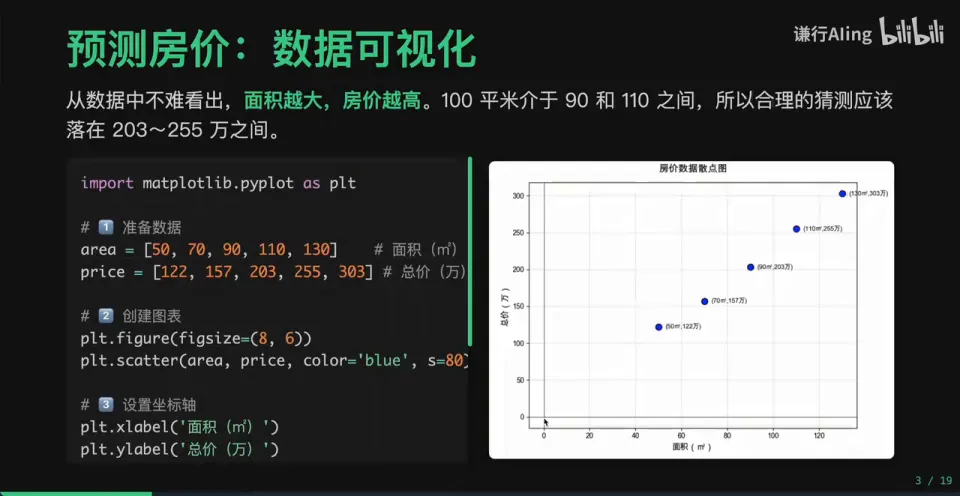 预测房价：数据可视化
谦行AIing bilibili
从数据中不难看出，面积越大，房价越高。100 平米介于 90 和 110 之间，所以合理的猜测应该
落在 203～255 万之间。
import matplotlib.pyplot as plt
# 1 准备数据
area = [50, 70, 90, 110, 130] # 面积（㎡）
price = [122, 157, 203, 255, 303] # 总价（万）
# 2 创建图表
plt.figure(figsize=(8, 6))
plt.scatter(area, price, color='blue', s=80)
# 3 设置坐标轴
plt.xlabel('面积（㎡）')
plt.ylabel('总价（万）')
房价数据散点图
300
250
200
150
100
50
0
总价（万）
(130㎡,303万)
(110㎡,255万)
(90㎡,203万)
(70㎡,157万)
(50㎡,122万)
0 20 40 60 80 100 120
面积（㎡）
3 / 19